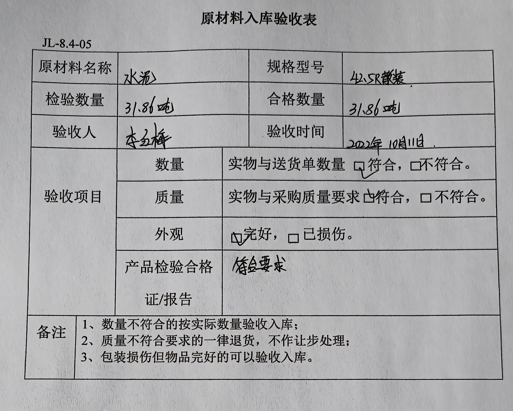 原材料入库验收表
JL-8.4-05
原材料名称 水泥 规格型号 42.5R散装
检验数量 31.86吨 合格数量 31.86吨
验收人 验收时间 2022年10月11日
验收项目
数量 实物与送货单数量 ☑符合，□不符合。
质量 实物与采购质量要求☑符合，□ 不符合。
外观 ☑完好，□ 已损伤。
产品检验合格 符合要求
证/报告
备注
1、数量不符合的按实际数量验收入库；
2、质量不符合要求的一律退货，不作让步处理；
3、包装损伤但物品完好的可以验收入库。